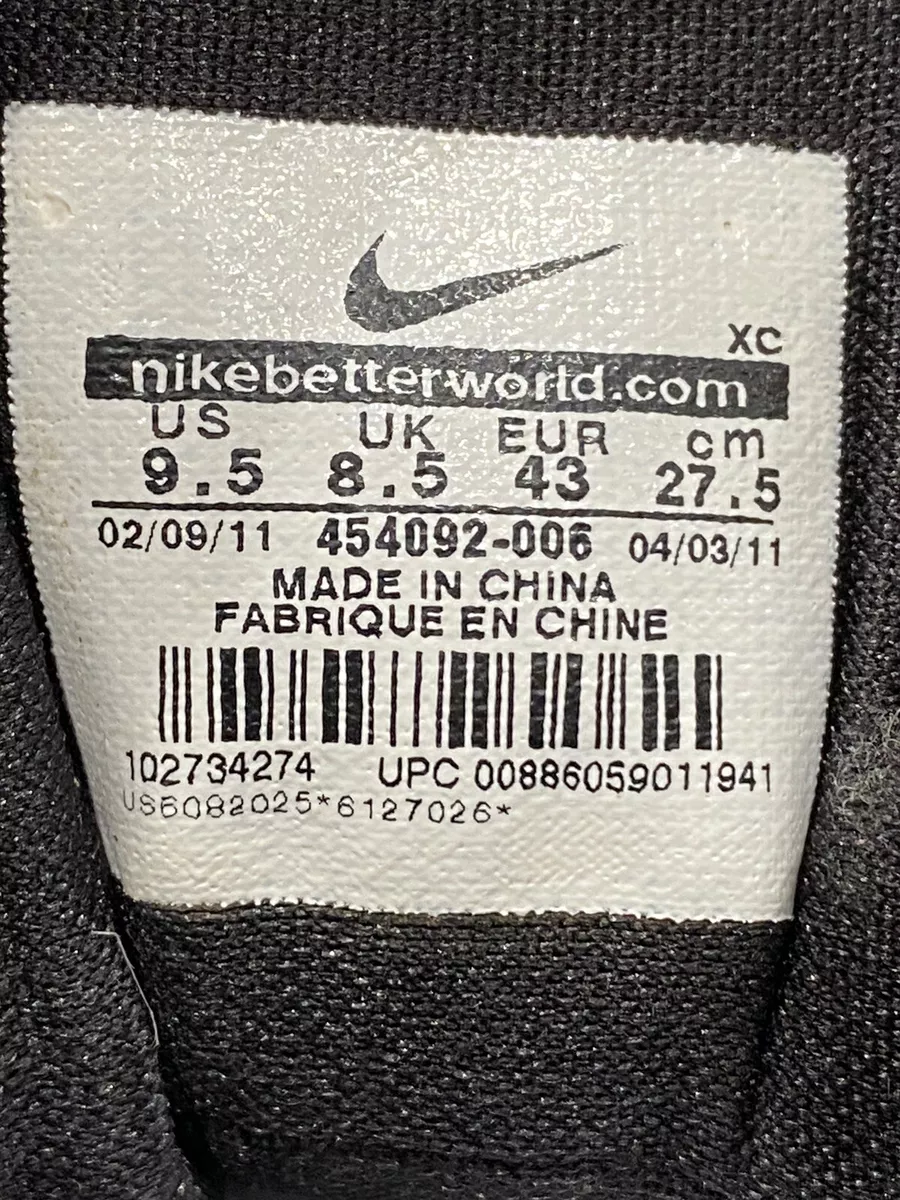 XC
nikebetterworld.com
US UK EUR cm
9.5 8.5 43 27.5
02/09/11 454092-006 04/03/11
MADE IN CHINA
FABRIQUE EN CHINE
102734274 UPC 00886059011941
US6082025*6127026*